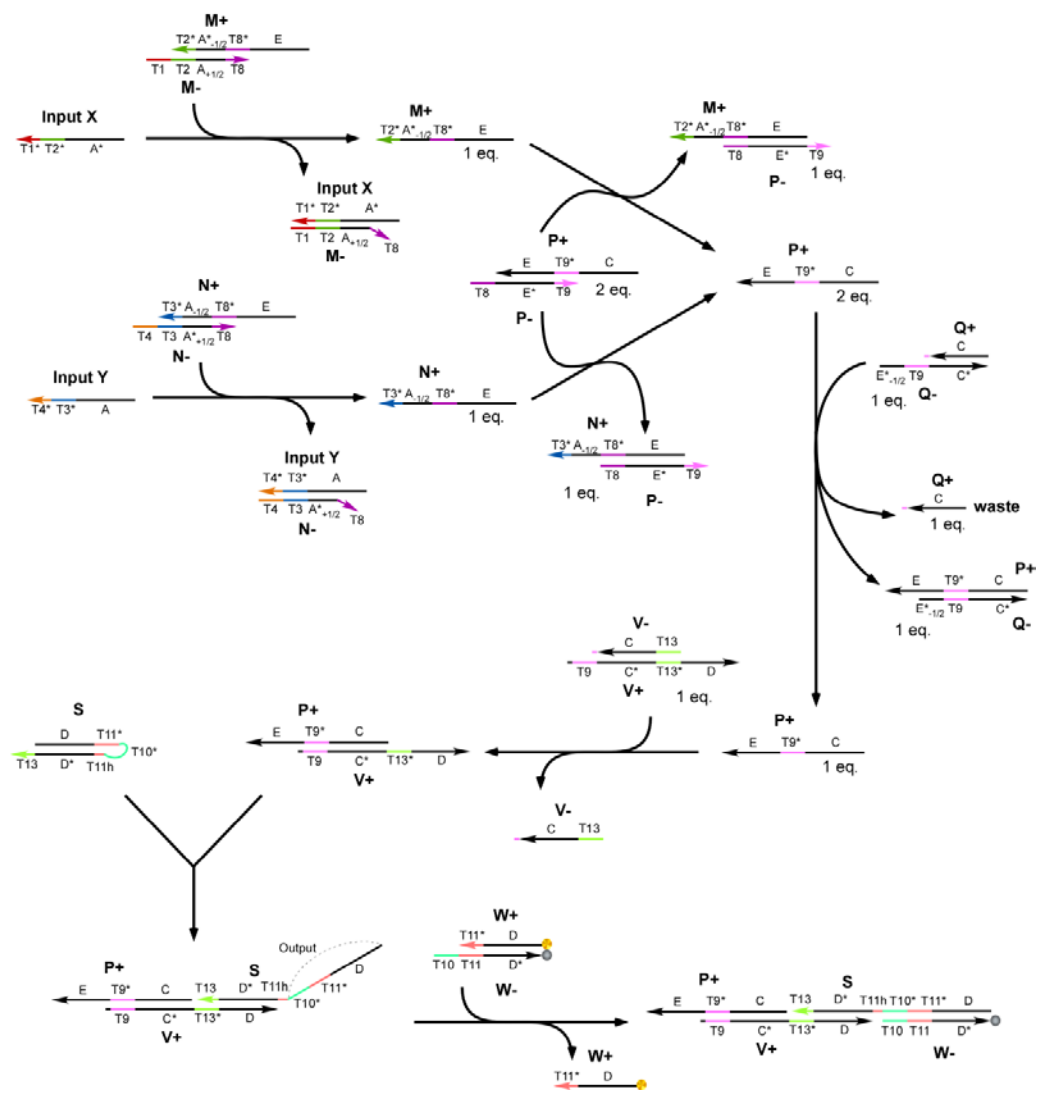 M+
T2* A*-1/2 T8* E
T1 T2 A+1/2 T8
M-
Input X
T1* T2* A*
M+
T2* A*-1/2 T8* E
1 eq.
M+
T2* A*-1/2 T8* E
T8 E* T9
1 eq.
P-
Input X
T1* T2* A*
T1 T2 A+1/2 T8
M-
P+
E T9* C
T8 E* T9
2 eq.
P-
P+
E T9* C
2 eq.
N+
T3* A-1/2 T8* E
T4 T3 A*+1/2 T8
N-
Input Y
T4* T3* A
N+
T3* A-1/2 T8* E
1 eq.
Q+
C
E*-1/2 T9 C*
1 eq.
Q-
Input Y
T4* T3* A
T4 T3 A*+1/2 T8
N-
N+
T3* A-1/2 T8* E
T8 E* T9
1 eq.
P-
Q+
C
waste
1 eq.
P+
E T9* C
E*-1/2 T9 C*
1 eq.
Q-
V-
C T13
T9 C* T13* D
V+
1 eq.
S
D T11*
T10*
T13 D* T11h
P+
E T9* C
T9 C* T13* D
V+
P+
E T9* C
1 eq.
V-
C T13
Output
P+ S
E T9* C T13 D* T11h
T10* T11* D
T9 C* T13* D
V+
W+
T11* D
T10 T11 D*
W-
W+
T11* D
P+ S
E T9* C T13 D* T11h T10* T11* D
T9 C* T13* D T10 T11 D*
V+ W-